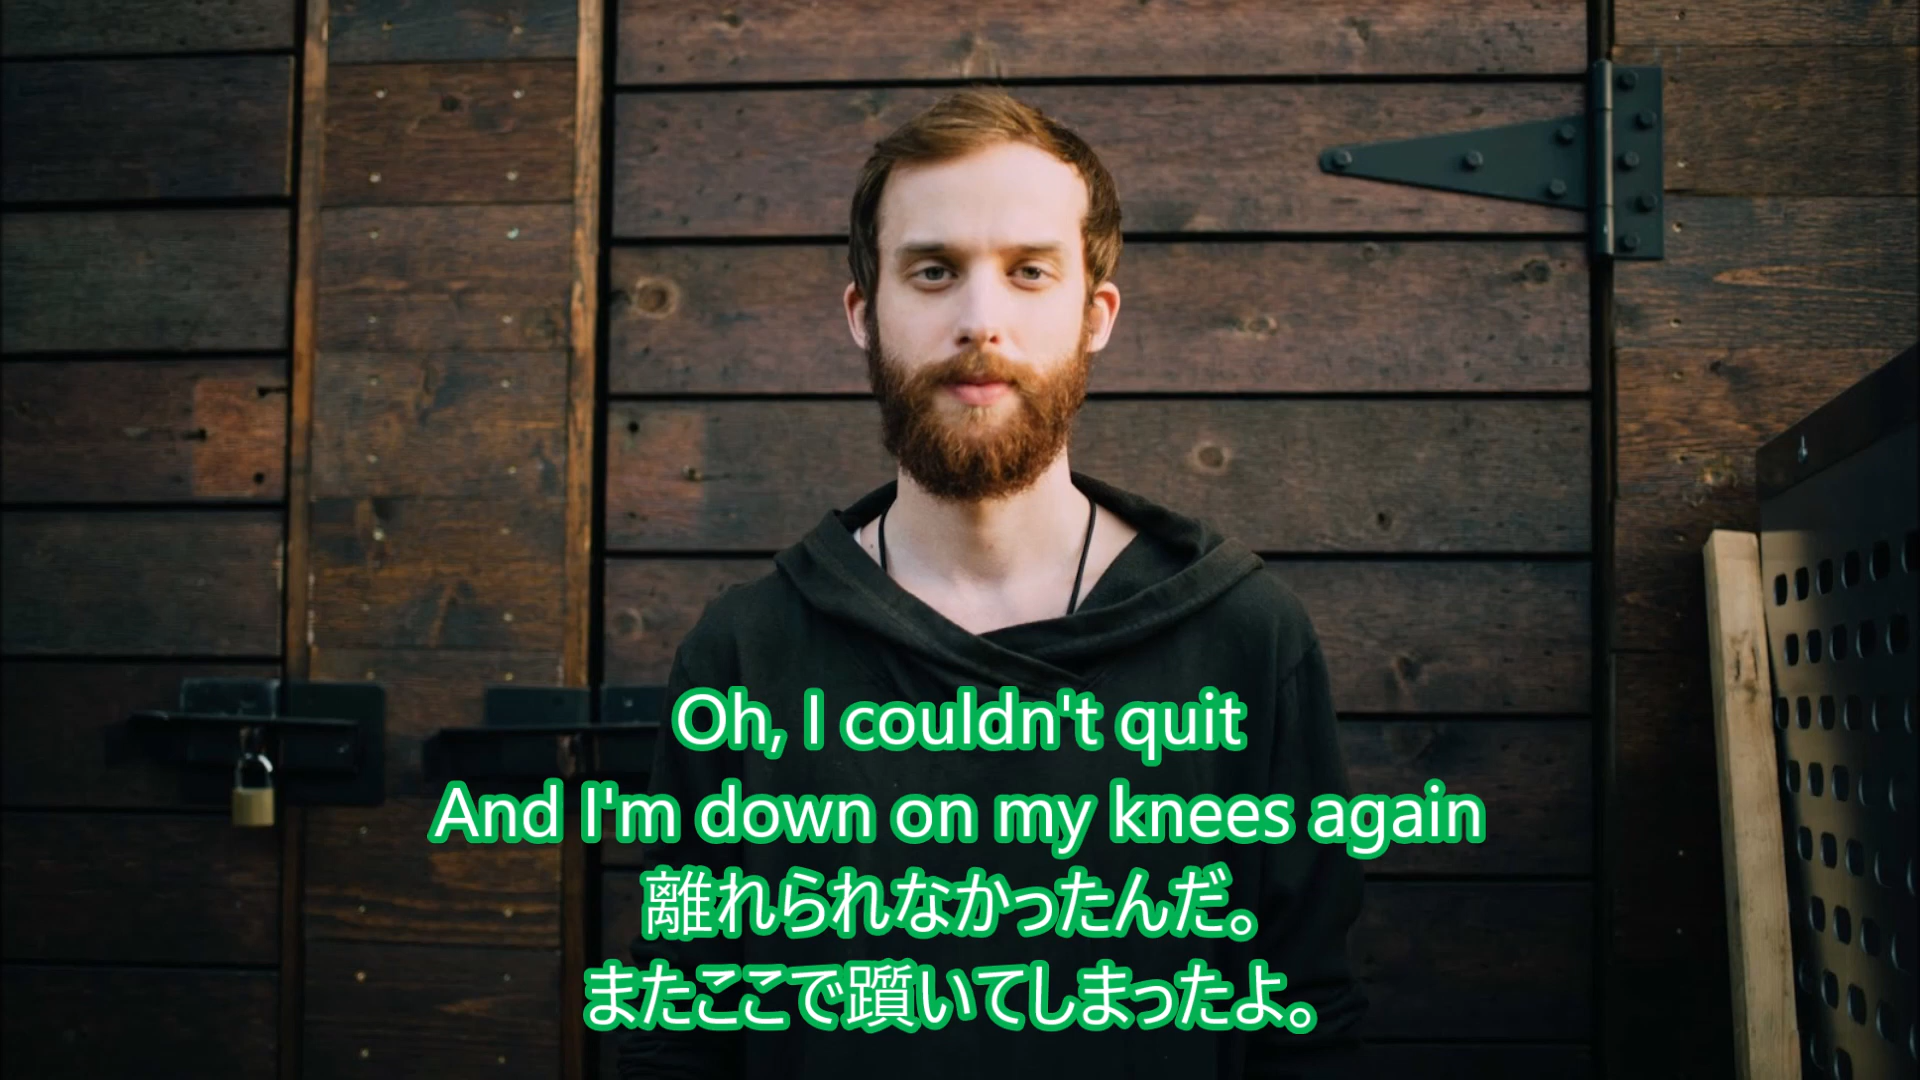 Oh, I couldn't quit
And I'm down on my knees again
離れられなかったんだ。
またここで躓いてしまったよ。